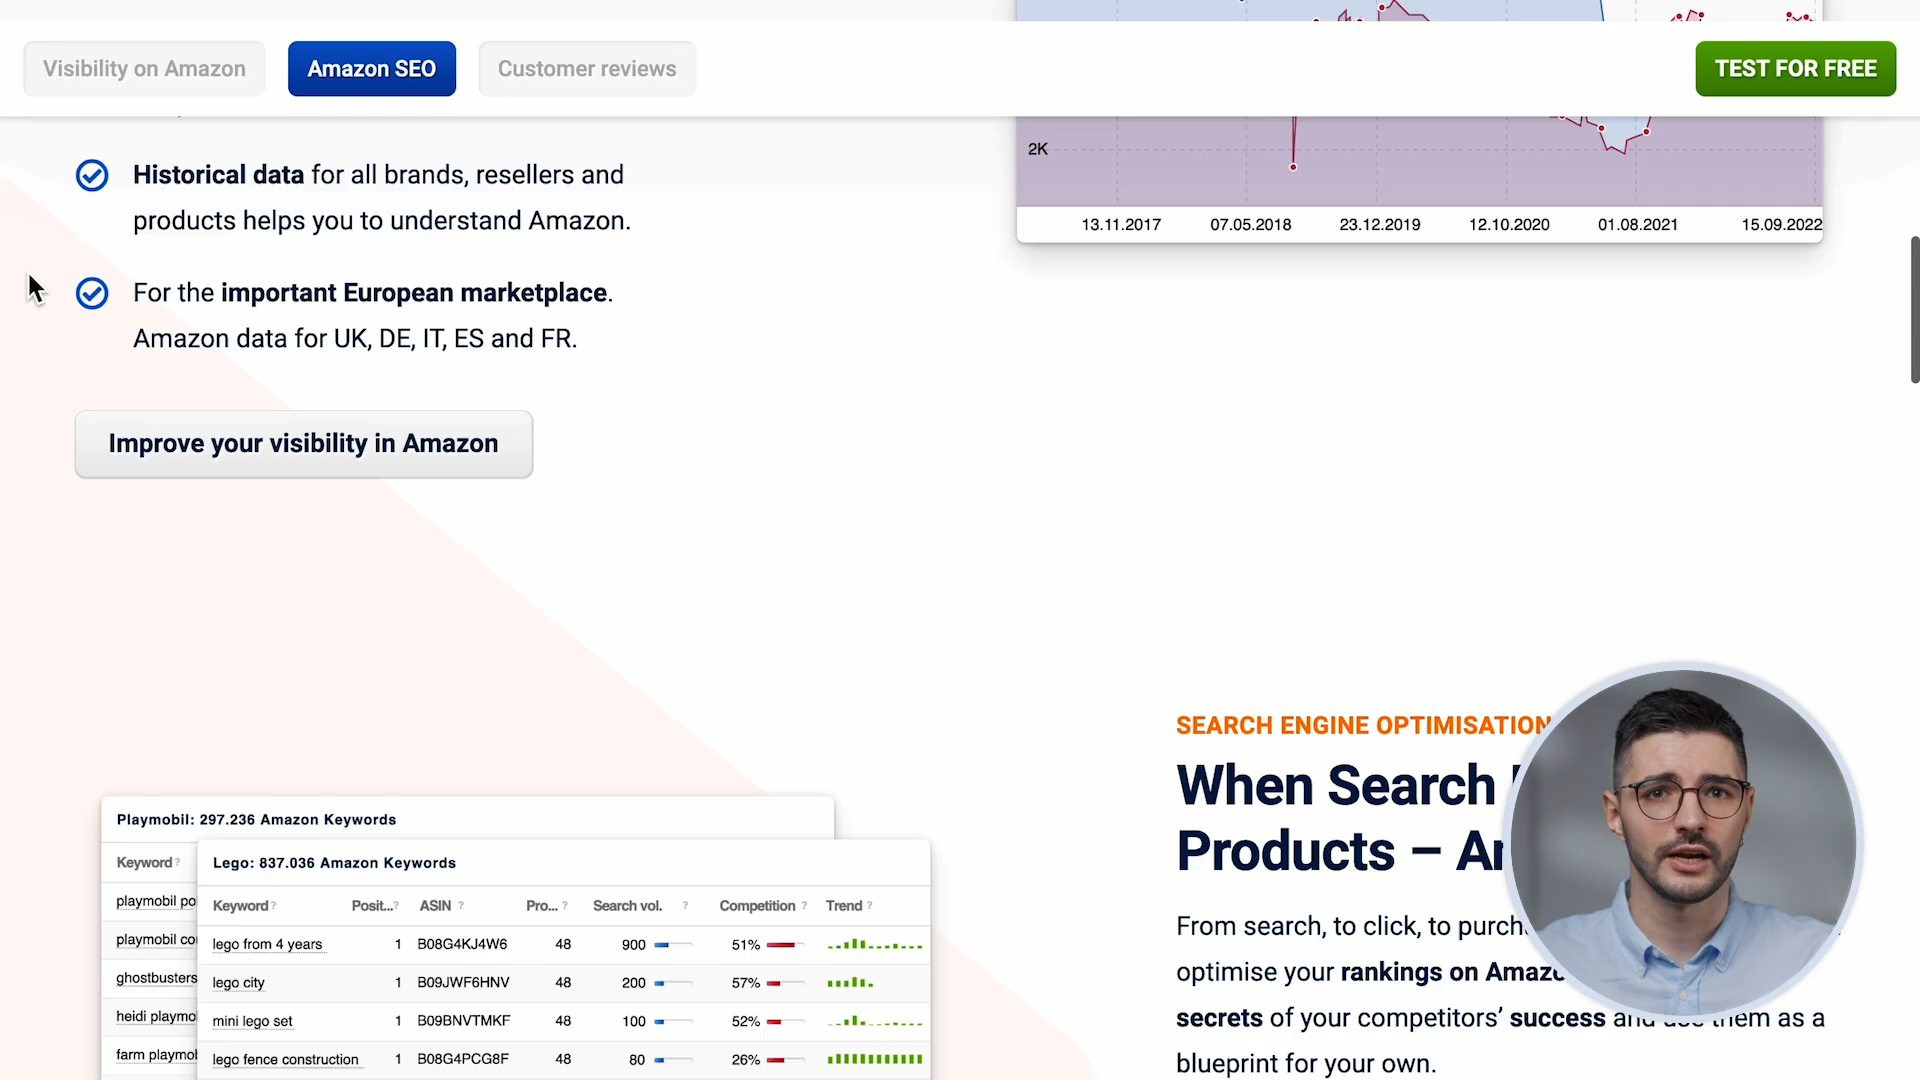 Visibility on Amazon
Amazon SEO
Customer reviews
TEST FOR FREE
Historical data for all brands, resellers and
products helps you to understand Amazon.
For the important European marketplace.
Amazon data for UK, DE, IT, ES and FR.
Improve your visibility in Amazon
2K
13.11.2017 07.05.2018 23.12.2019 12.10.2020 01.08.2021 15.09.2022
SEARCH ENGINE OPTIMISATION
When Search
Products –
From search, to click, to
optimise your rankings on
secrets of your competitors’ success and use them as a
blueprint for your own.
Playmobil: 297.236 Amazon Keywords
Keyword ?
playmobil
playmobil
ghostbusters
heidi
farm
Lego: 837.036 Amazon Keywords
Keyword ? Posit... ? ASIN ? Pro... ? Search vol. ? Competition ? Trend ?
lego from 4 years 1 B08G4KJ4W6 48 900 51%
lego city 1 B09JWF6HNV 48 200 57%
mini lego set 1 B09BNVTMKF 48 100 52%
lego fence construction 1 B08G4PCG8F 48 80 26%